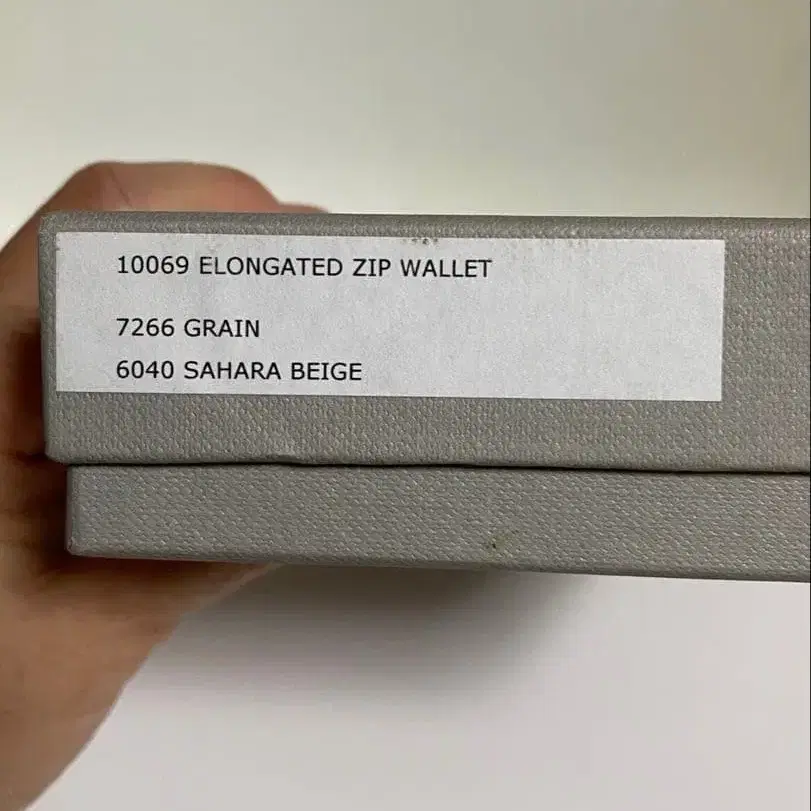 10069 ELONGATED ZIP WALLET
7266 GRAIN
6040 SAHARA BEIGE